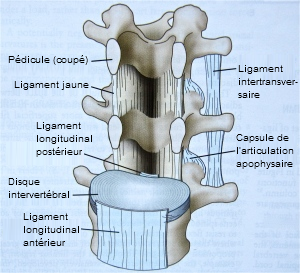 Pédicule (coupé)
Ligament jaune
Ligament
longitudinal
postérieur
Disque
intervertébral
Ligament
longitudinal
antérieur
Ligament
intertransver-
saire
Capsule de
l'articulation
apophysaire